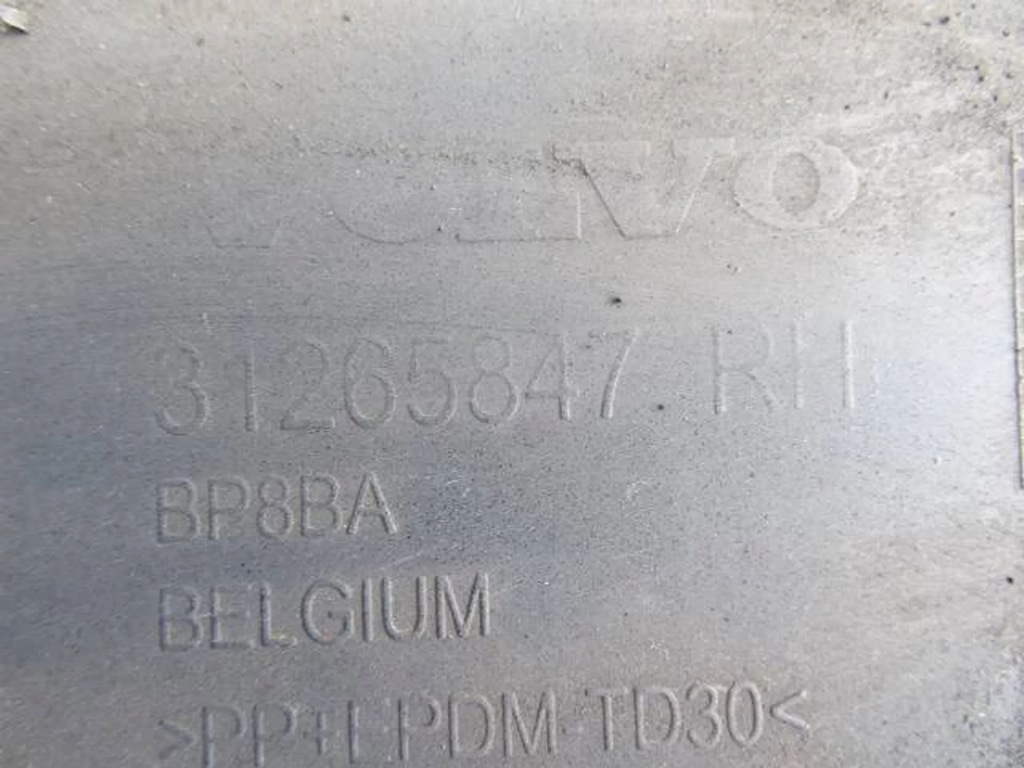 VOLVO
31265847 RH
BP8BA
BELGIUM
>PP+EPDM-TD30<